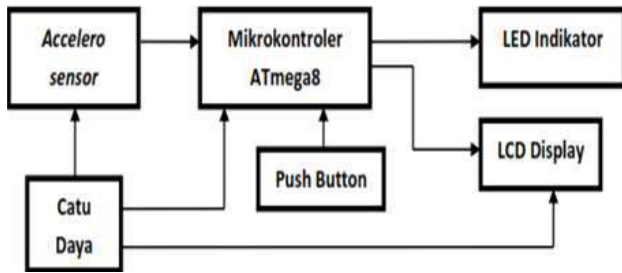 Accelero
sensor
Mikrokontroler
ATmega8
LED Indikator
LCD Display
Push Button
Catu
Daya